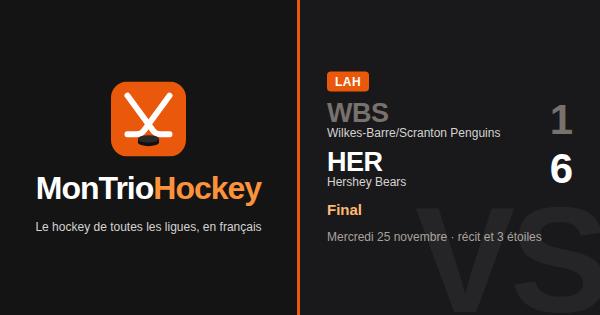 MonTrioHockey
Le hockey de toutes les ligues, en français
LAH
WBS 1
Wilkes-Barre/Scranton Penguins
HER 6
Hershey Bears
Final
Mercredi 25 novembre · récit et 3 étoiles
VS